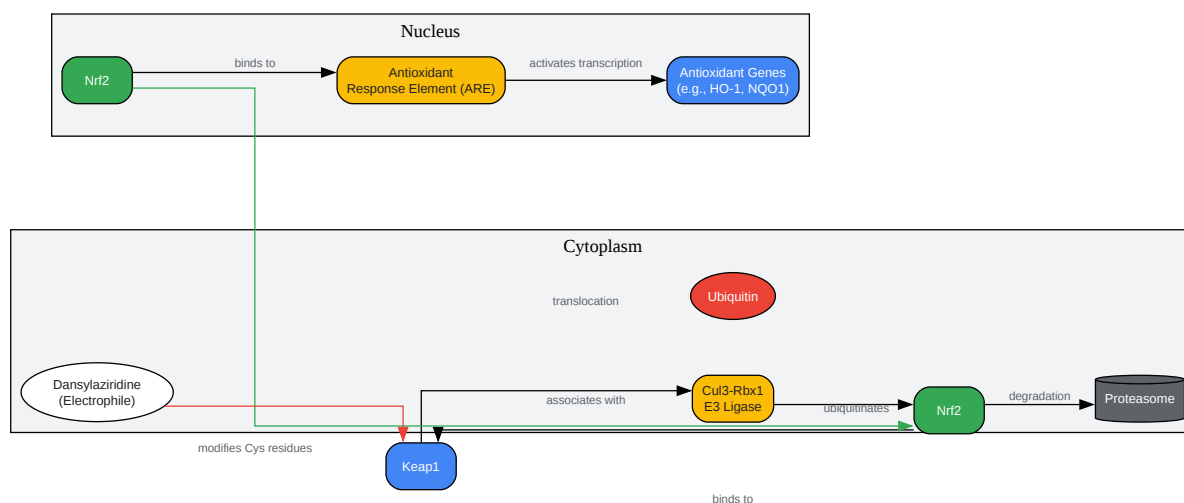 Nucleus
Nrf2
binds to
Antioxidant
Response Element (ARE)
activates transcription
Antioxidant Genes
(e.g., HO-1, NQO1)
Cytoplasm
translocation
Ubiquitin
Dansylaziridine
(Electrophile)
associates with
Cul3-Rbx1
E3 Ligase
ubiquitinates
Nrf2
degradation
Proteasome
modifies Cys residues
Keap1
binds to